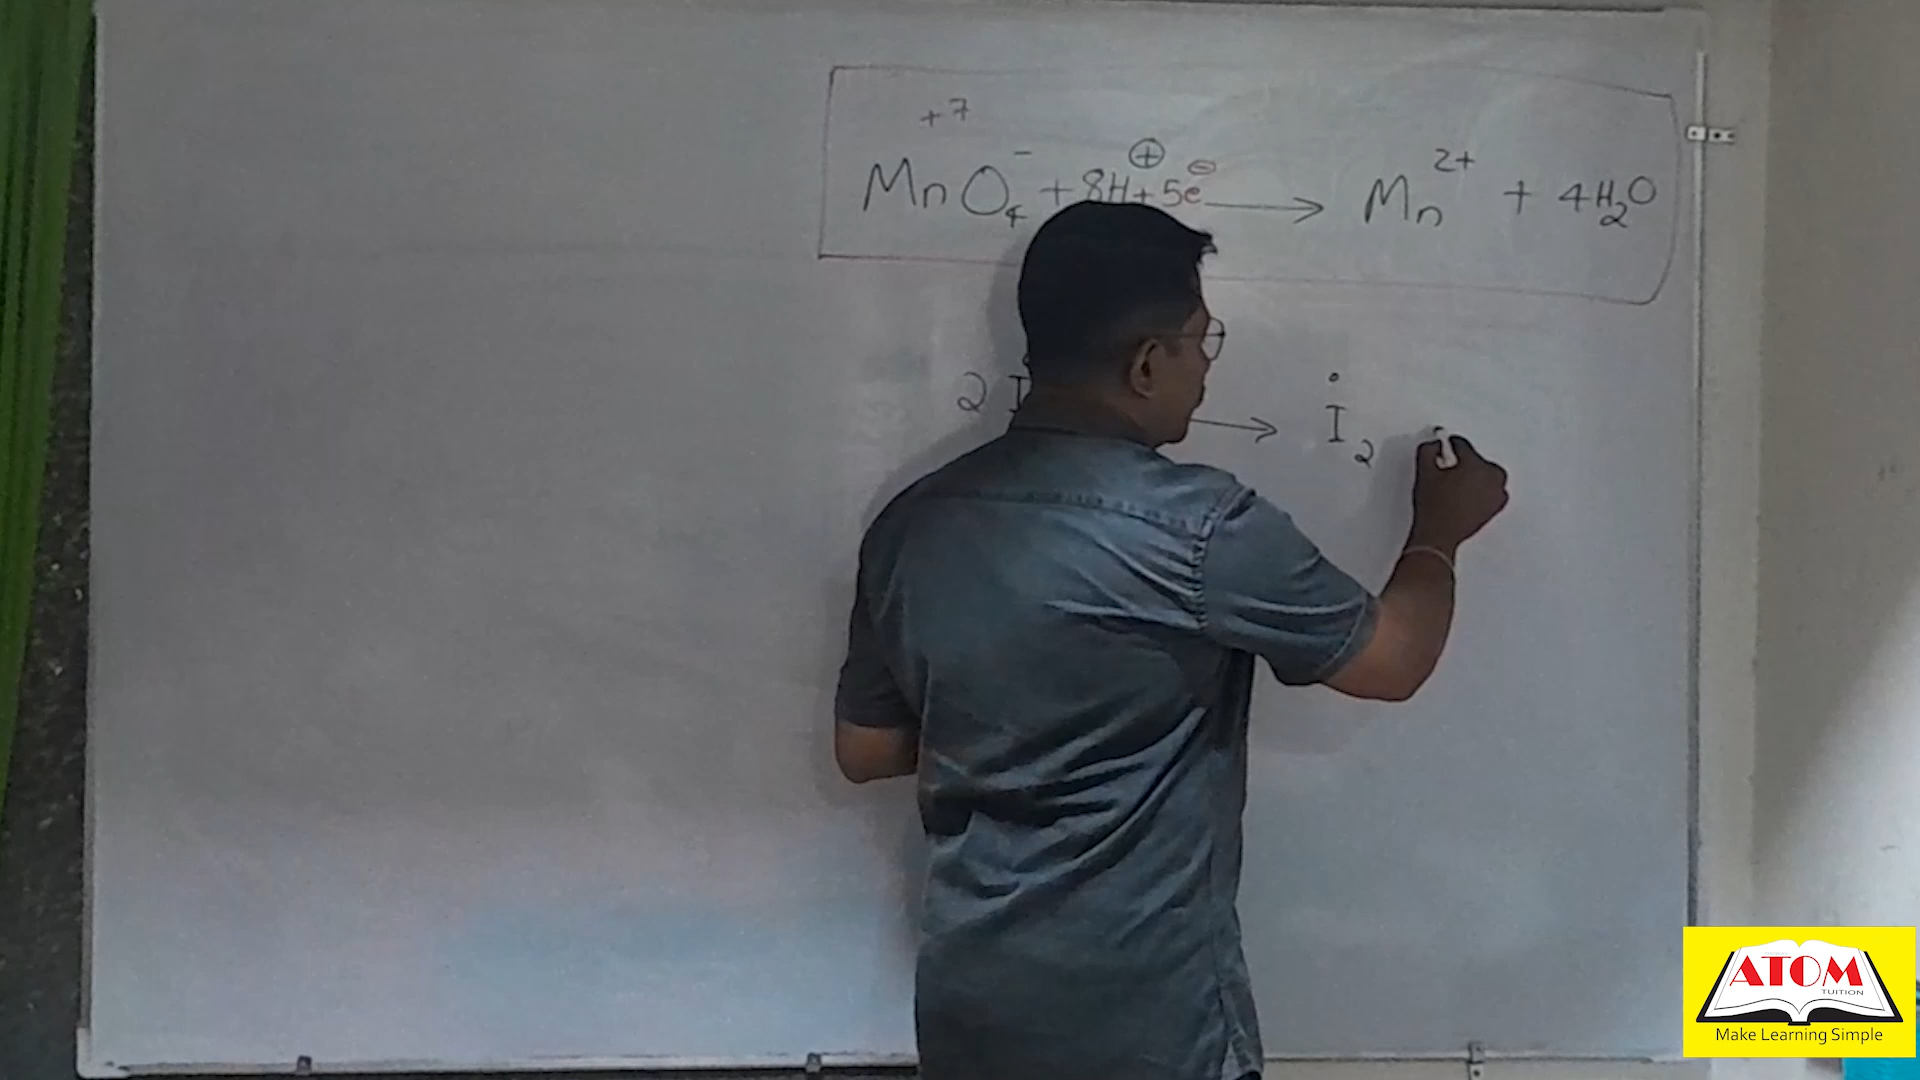 +7
MnO₄⁻ + 8H⊕ + 5e⊖ → Mn²⁺ + 4H₂O
2 I → I₂
ATOM
TUITION
Make Learning Simple